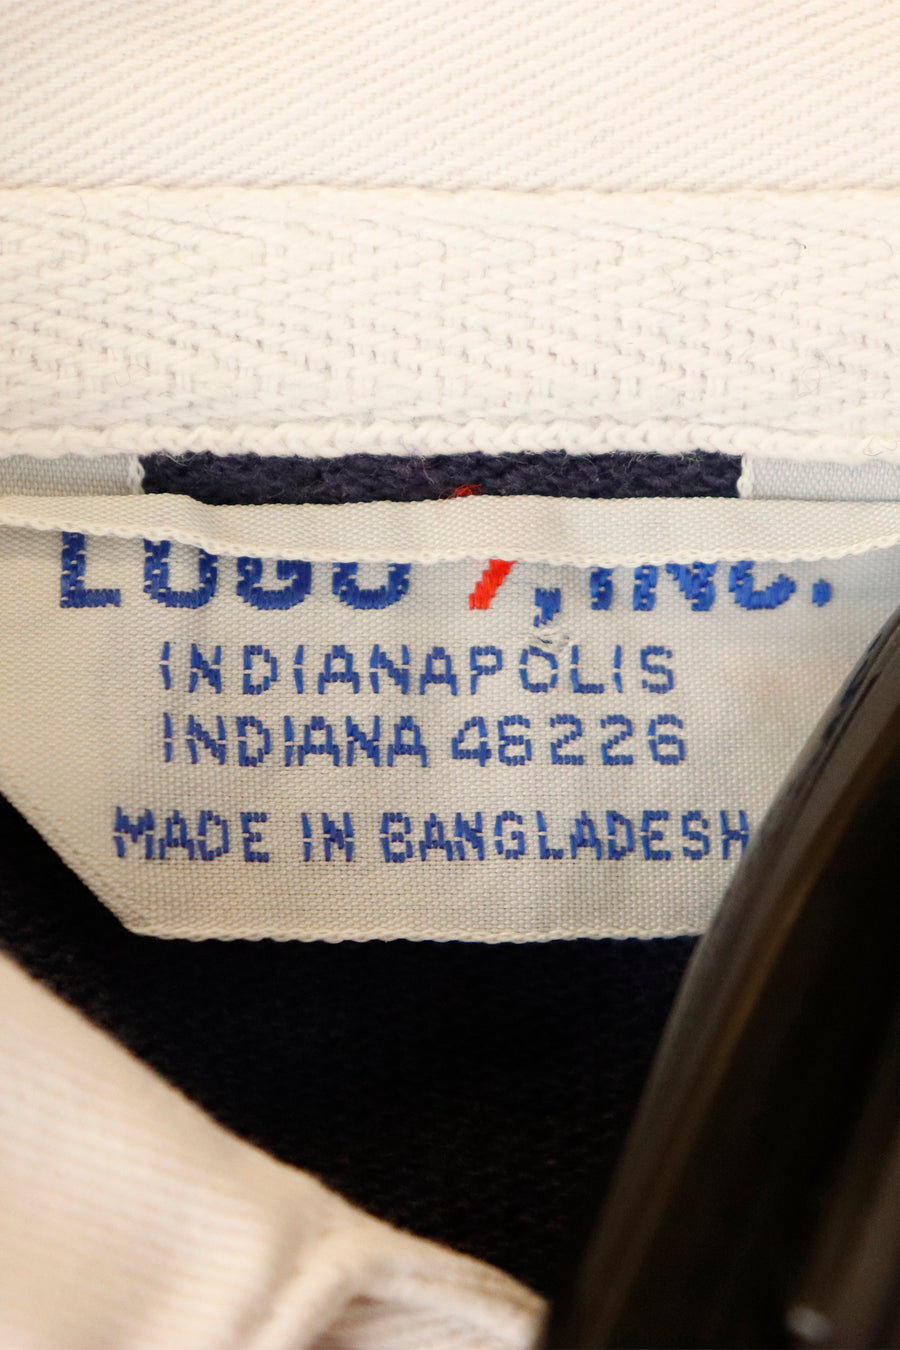 LOGO 7, INC.
INDIANAPOLIS
INDIANA 46226
MADE IN BANGLADESH